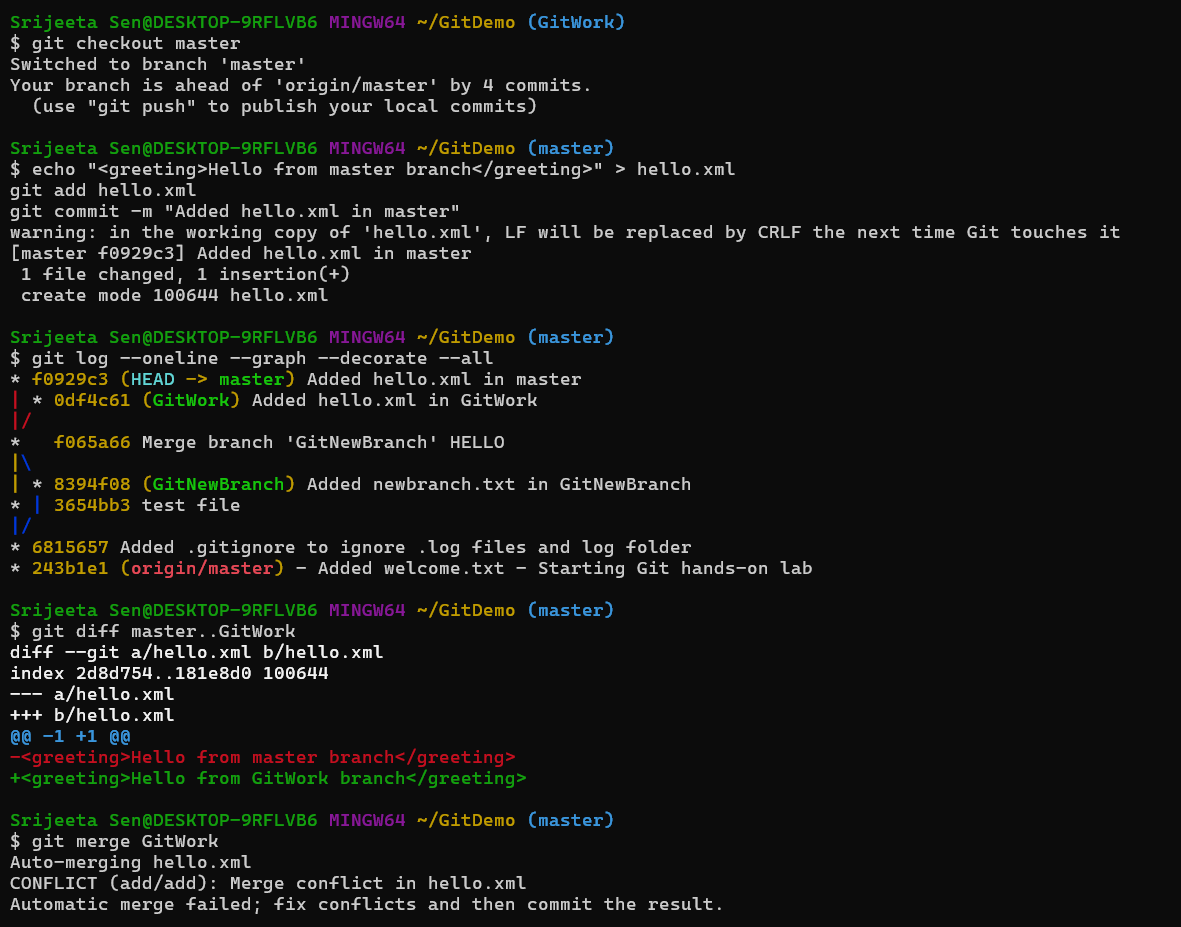 Srijeeta Sen@DESKTOP-9RFLVB6 MINGW64 ~/GitDemo (GitWork)
$ git checkout master
Switched to branch 'master'
Your branch is ahead of 'origin/master' by 4 commits.
  (use "git push" to publish your local commits)

Srijeeta Sen@DESKTOP-9RFLVB6 MINGW64 ~/GitDemo (master)
$ echo "<greeting>Hello from master branch</greeting>" > hello.xml
git add hello.xml
git commit -m "Added hello.xml in master"
warning: in the working copy of 'hello.xml', LF will be replaced by CRLF the next time Git touches it
[master f0929c3] Added hello.xml in master
 1 file changed, 1 insertion(+)
 create mode 100644 hello.xml

Srijeeta Sen@DESKTOP-9RFLVB6 MINGW64 ~/GitDemo (master)
$ git log --oneline --graph --decorate --all
* f0929c3 (HEAD -> master) Added hello.xml in master
| * 0df4c61 (GitWork) Added hello.xml in GitWork
|/
*   f065a66 Merge branch 'GitNewBranch' HELLO
|\
| * 8394f08 (GitNewBranch) Added newbranch.txt in GitNewBranch
* | 3654bb3 test file
|/
* 6815657 Added .gitignore to ignore .log files and log folder
* 243b1e1 (origin/master) - Added welcome.txt - Starting Git hands-on lab

Srijeeta Sen@DESKTOP-9RFLVB6 MINGW64 ~/GitDemo (master)
$ git diff master..GitWork
diff --git a/hello.xml b/hello.xml
index 2d8d754..181e8d0 100644
--- a/hello.xml
+++ b/hello.xml
@@ -1 +1 @@
-<greeting>Hello from master branch</greeting>
+<greeting>Hello from GitWork branch</greeting>

Srijeeta Sen@DESKTOP-9RFLVB6 MINGW64 ~/GitDemo (master)
$ git merge GitWork
Auto-merging hello.xml
CONFLICT (add/add): Merge conflict in hello.xml
Automatic merge failed; fix conflicts and then commit the result.